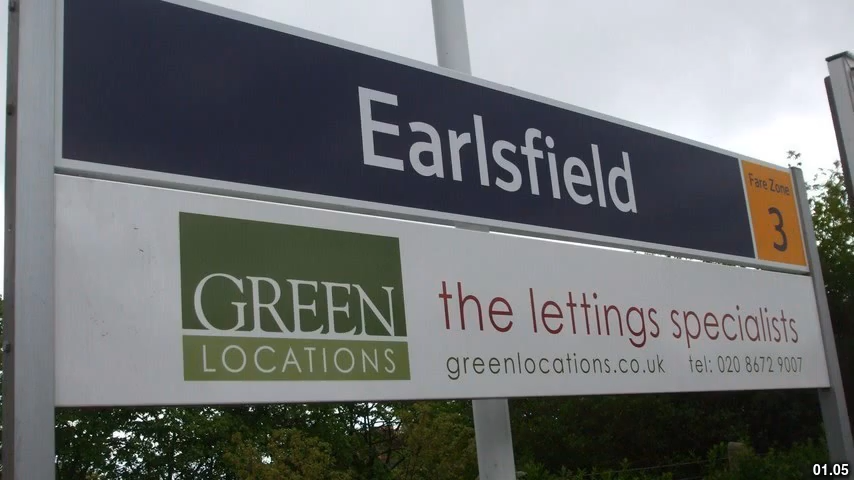 Earlsfield
Fare Zone
3
GREEN
LOCATIONS
the lettings specialists
greenlocations.co.uk tel: 020 8672 9007
01.05